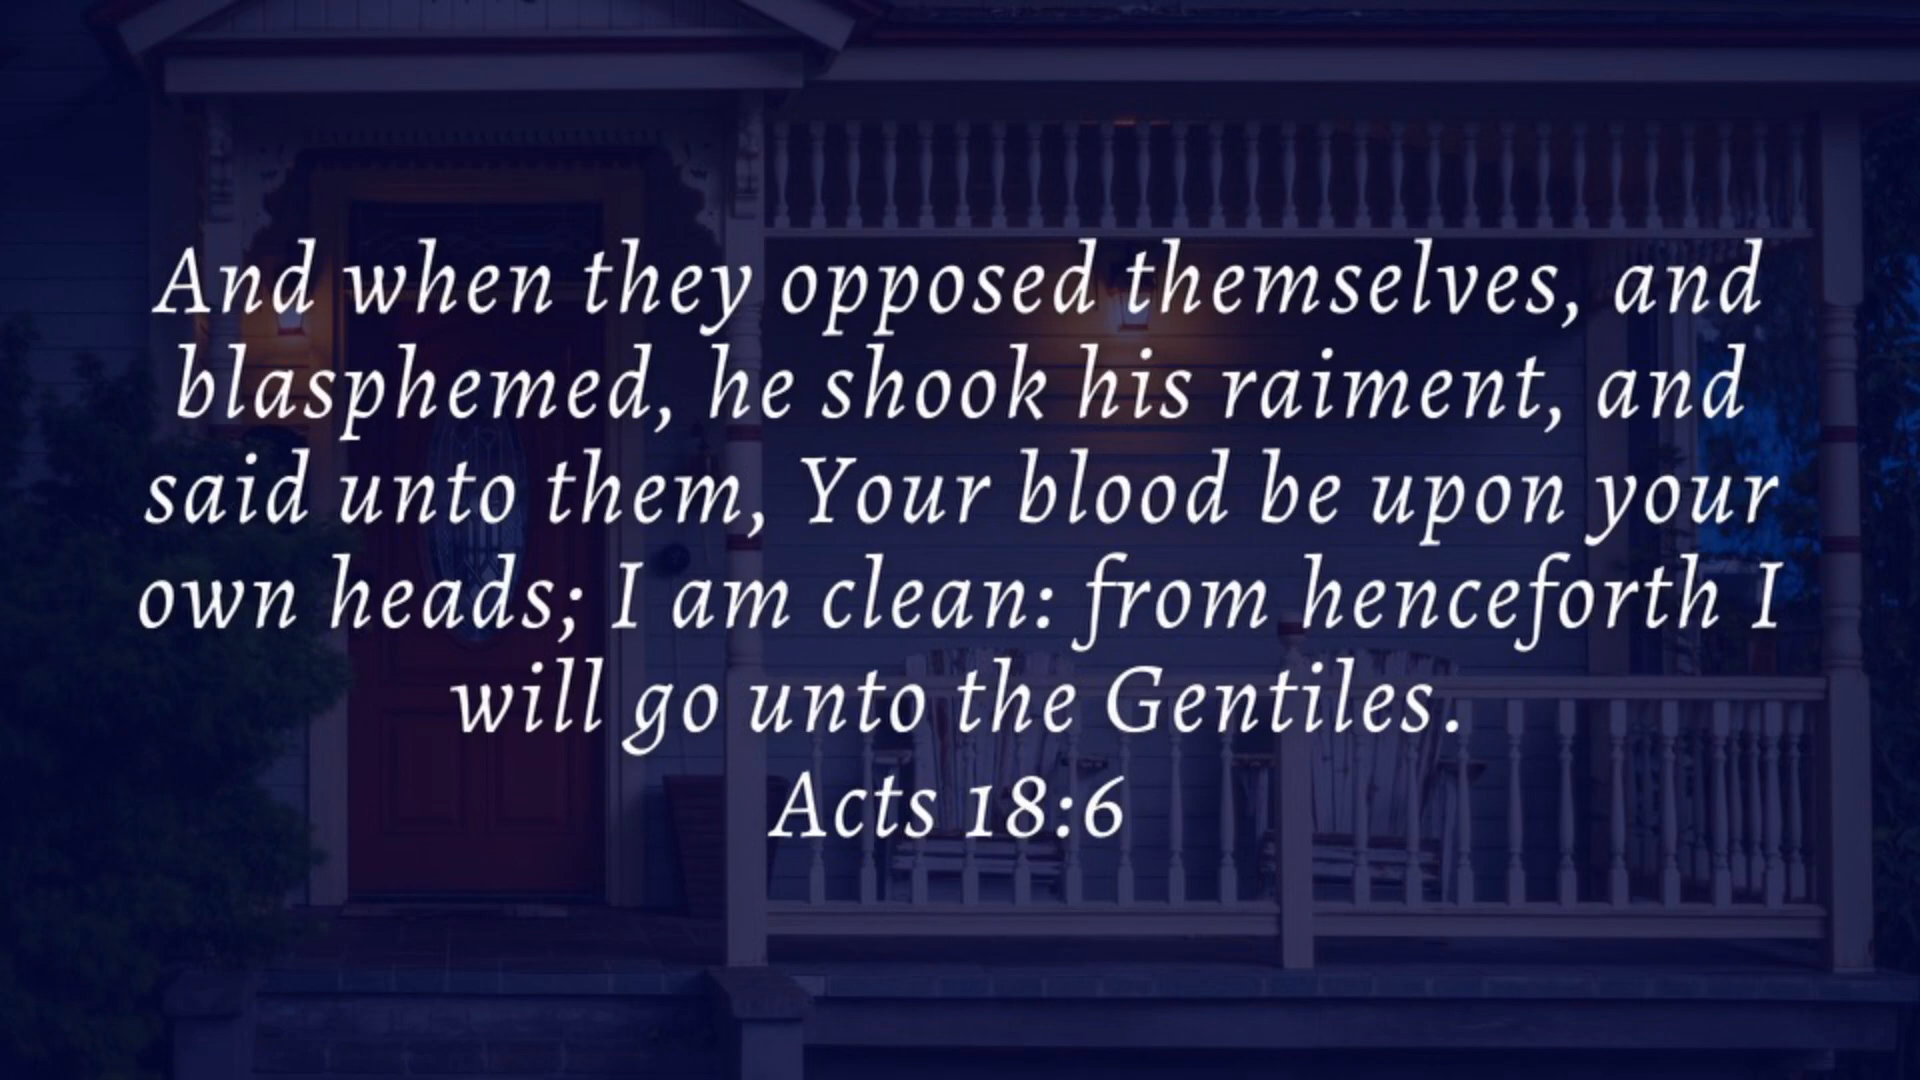 And when they opposed themselves, and
blasphemed, he shook his raiment, and
said unto them, Your blood be upon your
own heads; I am clean: from henceforth I
will go unto the Gentiles.
Acts 18:6